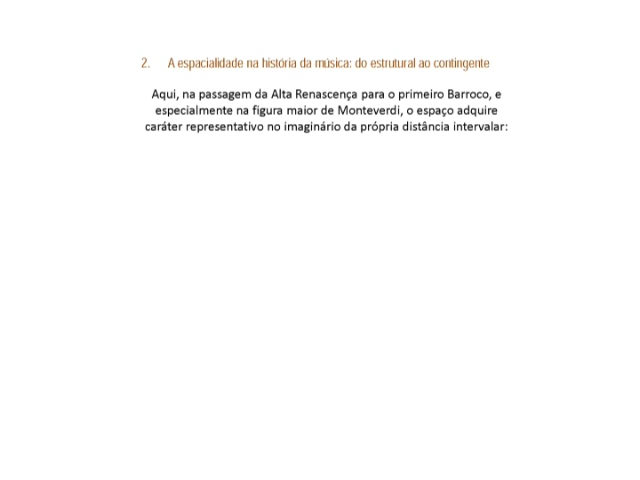 2. A espacialidade na história da música: do estrutural ao contingente
Aqui, na passagem da Alta Renascença para o primeiro Barroco, e
especialmente na figura maior de Monteverdi, o espaço adquire
caráter representativo no imaginário da própria distância intervalar: